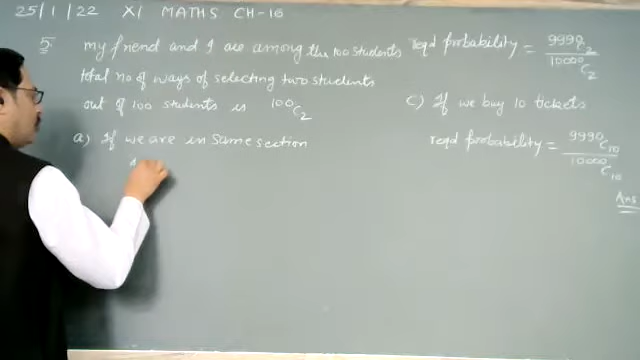 25/1/22 XI MATHS CH-16
5. my friend and I are among the 100 students
total no of ways of selecting two students
out of 100 students is 100C2
a) If we are in same section
reqd probability = 9990C2 / 10000C2
c) If we buy 10 tickets
reqd probability = 9990C10 / 10000C10
Ans